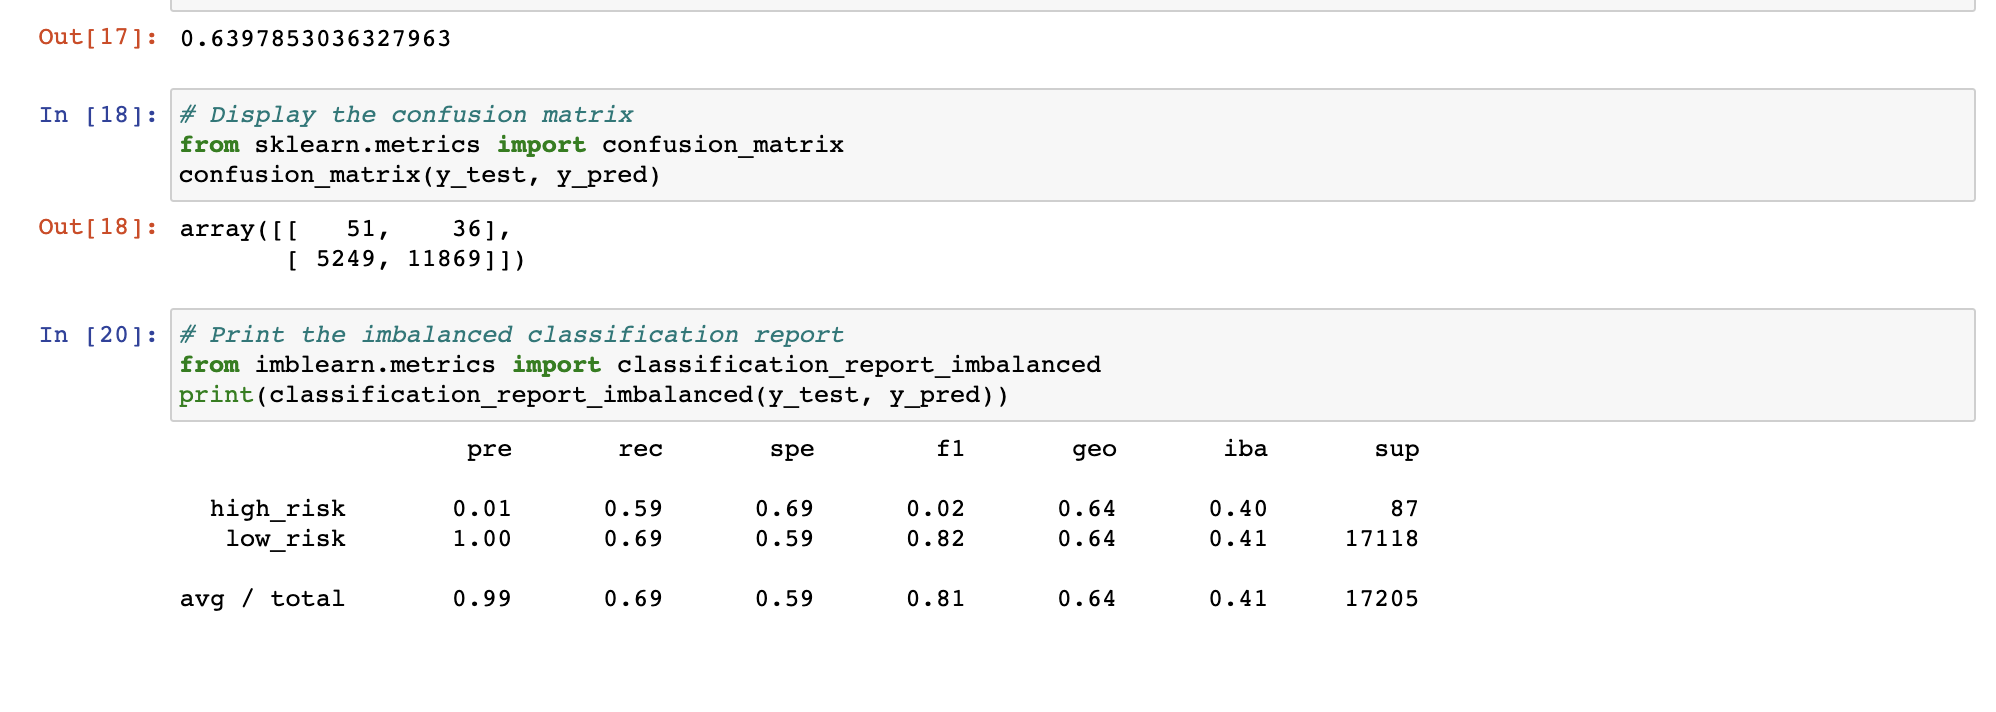 Out[17]: 0.6397853036327963
In [18]: # Display the confusion matrix
from sklearn.metrics import confusion_matrix
confusion_matrix(y_test, y_pred)
Out[18]: array([[   51,    36],
       [ 5249, 11869]])
In [20]: # Print the imbalanced classification report
from imblearn.metrics import classification_report_imbalanced
print(classification_report_imbalanced(y_test, y_pred))
pre rec spe f1 geo iba sup
high_risk 0.01 0.59 0.69 0.02 0.64 0.40 87
low_risk 1.00 0.69 0.59 0.82 0.64 0.41 17118
avg / total 0.99 0.69 0.59 0.81 0.64 0.41 17205